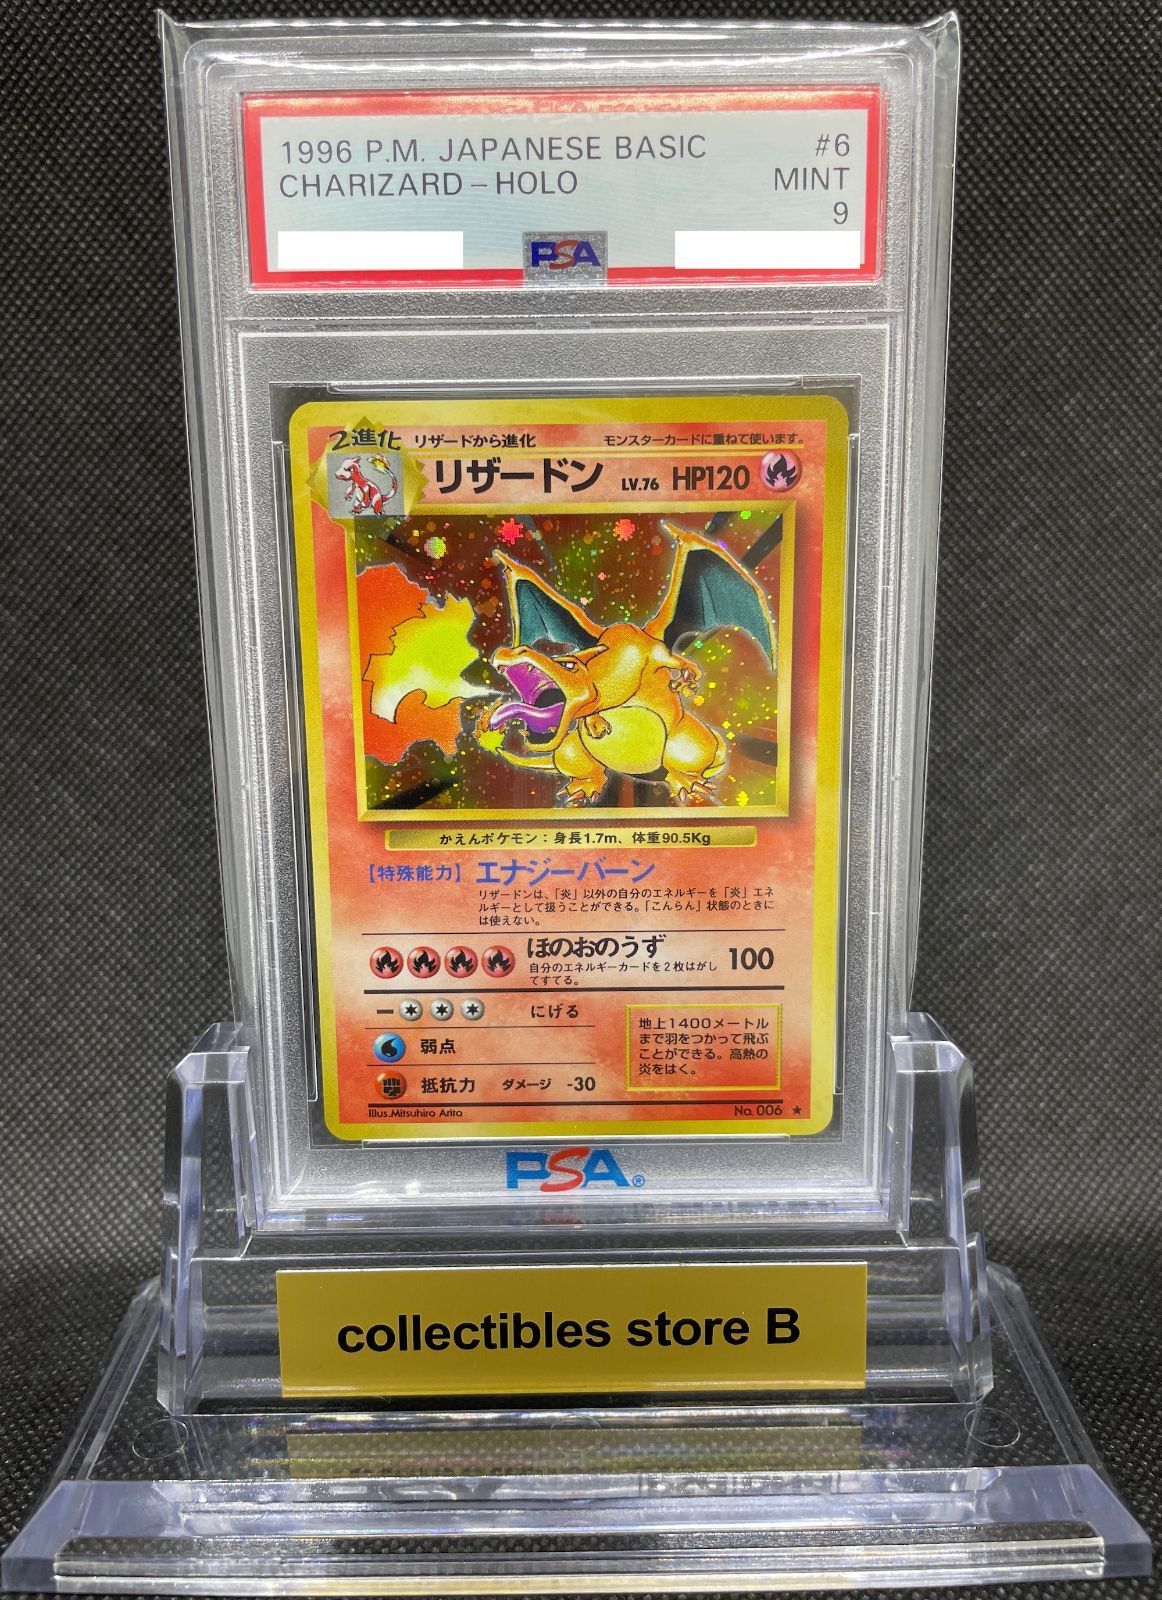 1996 P.M. JAPANESE BASIC #6
CHARIZARD - HOLO MINT
9
PSA
2進化 リザードから進化 モンスターカードに重ねて使います。
リザードン LV.76 HP120
かえんポケモン：身長1.7m、体重90.5Kg
【特殊能力】エナジーバーン
リザードンは、「炎」以外の自分のエネルギーを「炎」エネ
ルギーとして扱うことができる。「こんらん」状態のときに
は使えない。
ほのおのうず 100
自分のエネルギーカードを2枚はがし
てすてる。
にげる
弱点
抵抗力 ダメージ -30
地上1400メートル
まで羽をつかって飛ぶ
ことができる。高熱の
炎をはく。
Illus.Mitsuhiro Arita No. 006 ★
PSA®
collectibles store B